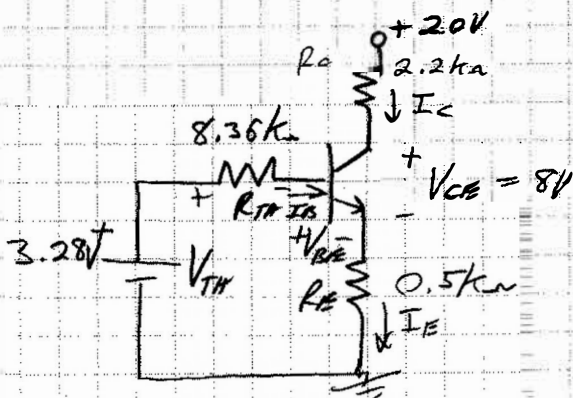 +20V
Rc
2.2kΩ
↓ Ic
8.36kΩ
+ − +
RTH IB
VCE = 8V
−
3.28V +
VTH
+ VBE −
RE
0.5kΩ
↓ IE